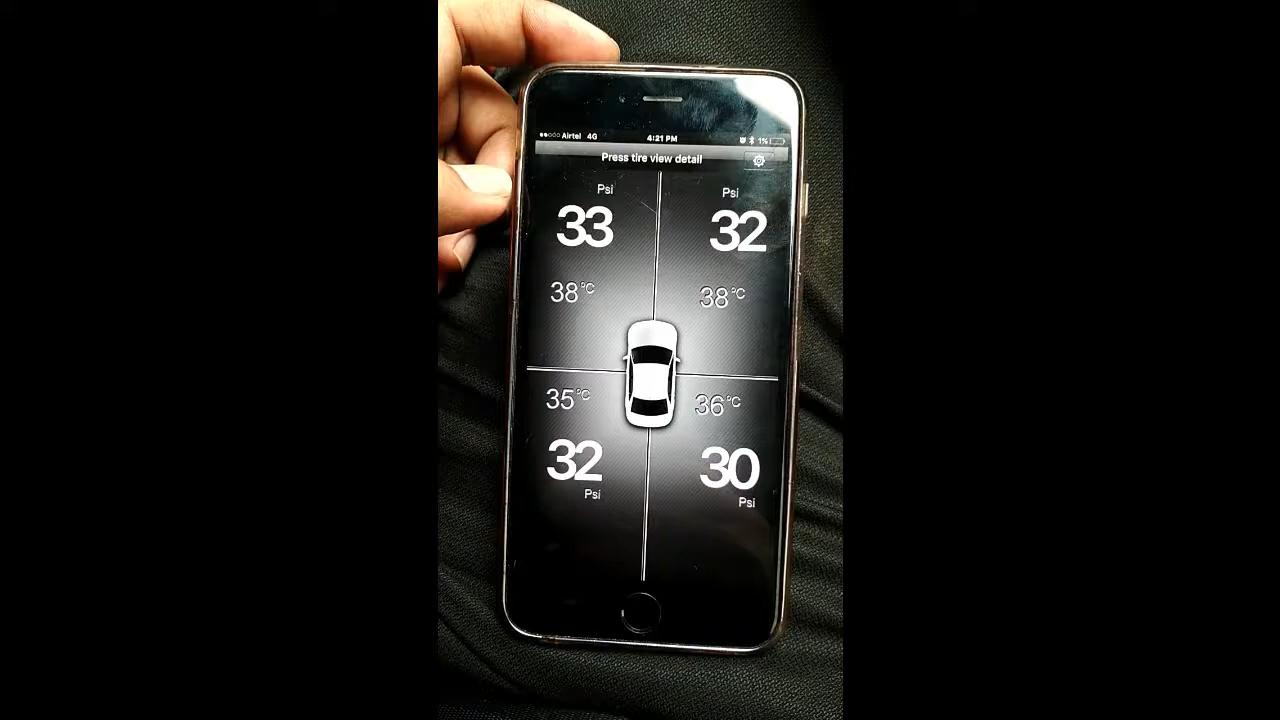 Airtel 4G 4:21 PM 1%
Press tire view detail
Psi Psi
33 32
38°C 38°C
35°C 36°C
32 30
Psi Psi